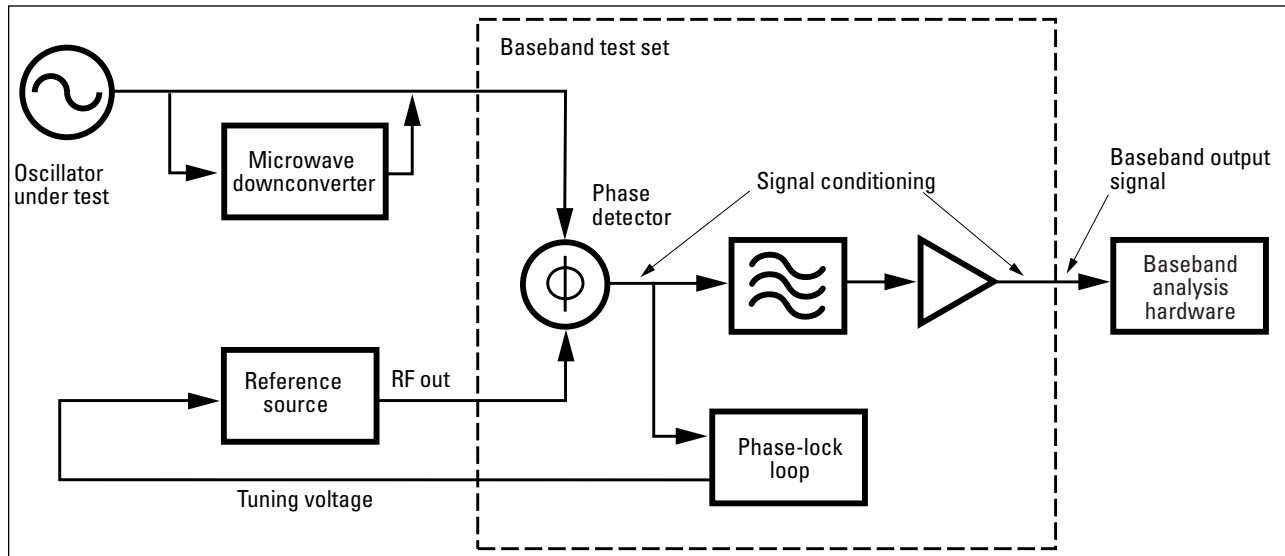 Baseband test set
Oscillator
under test
Microwave
downconverter
Phase
detector
Signal conditioning
Baseband output
signal
Baseband
analysis
hardware
Reference
source
RF out
Phase-lock
loop
Tuning voltage